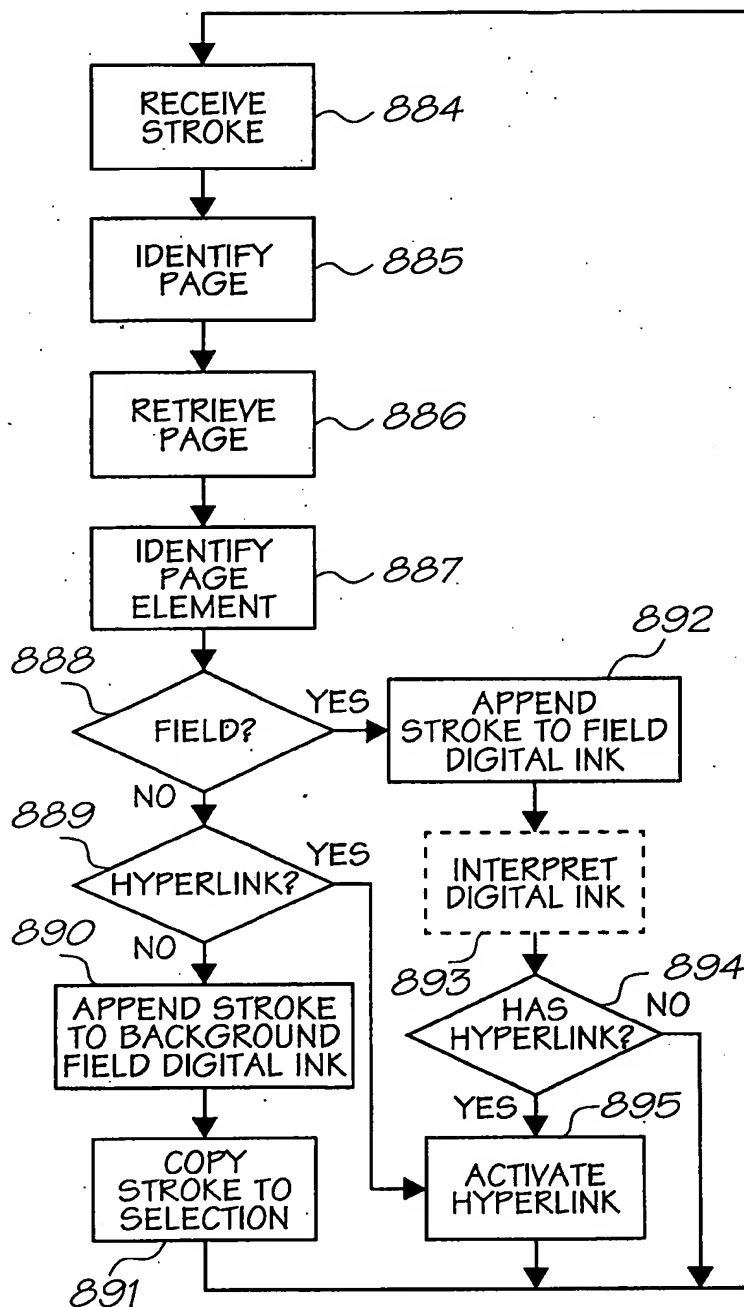 RECEIVE
STROKE
884
IDENTIFY
PAGE
885
RETRIEVE
PAGE
886
IDENTIFY
PAGE
ELEMENT
887
888
FIELD?
YES
NO
892
APPEND
STROKE TO FIELD
DIGITAL INK
889
HYPERLINK?
YES
NO
INTERPRET
DIGITAL INK
893
890
APPEND STROKE
TO BACKGROUND
FIELD DIGITAL INK
894
HAS
HYPERLINK?
NO
YES
COPY
STROKE TO
SELECTION
891
895
ACTIVATE
HYPERLINK